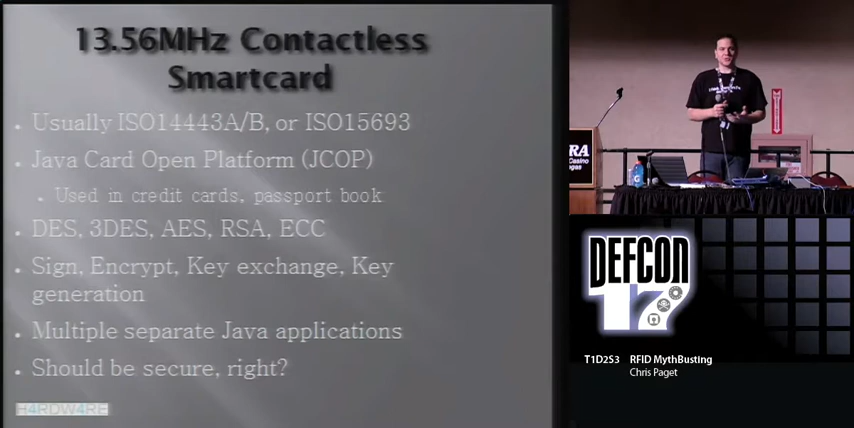 13.56MHz Contactless
Smartcard
• Usually ISO14443A/B, or ISO15693
• Java Card Open Platform (JCOP)
• Used in credit cards, passport book
• DES, 3DES, AES, RSA, ECC
• Sign, Encrypt, Key exchange, Key
generation
• Multiple separate Java applications
• Should be secure, right?
H4RDW4RE
RA
Casino
DEFCON
17
T1D2S3 RFID MythBusting
Chris Paget